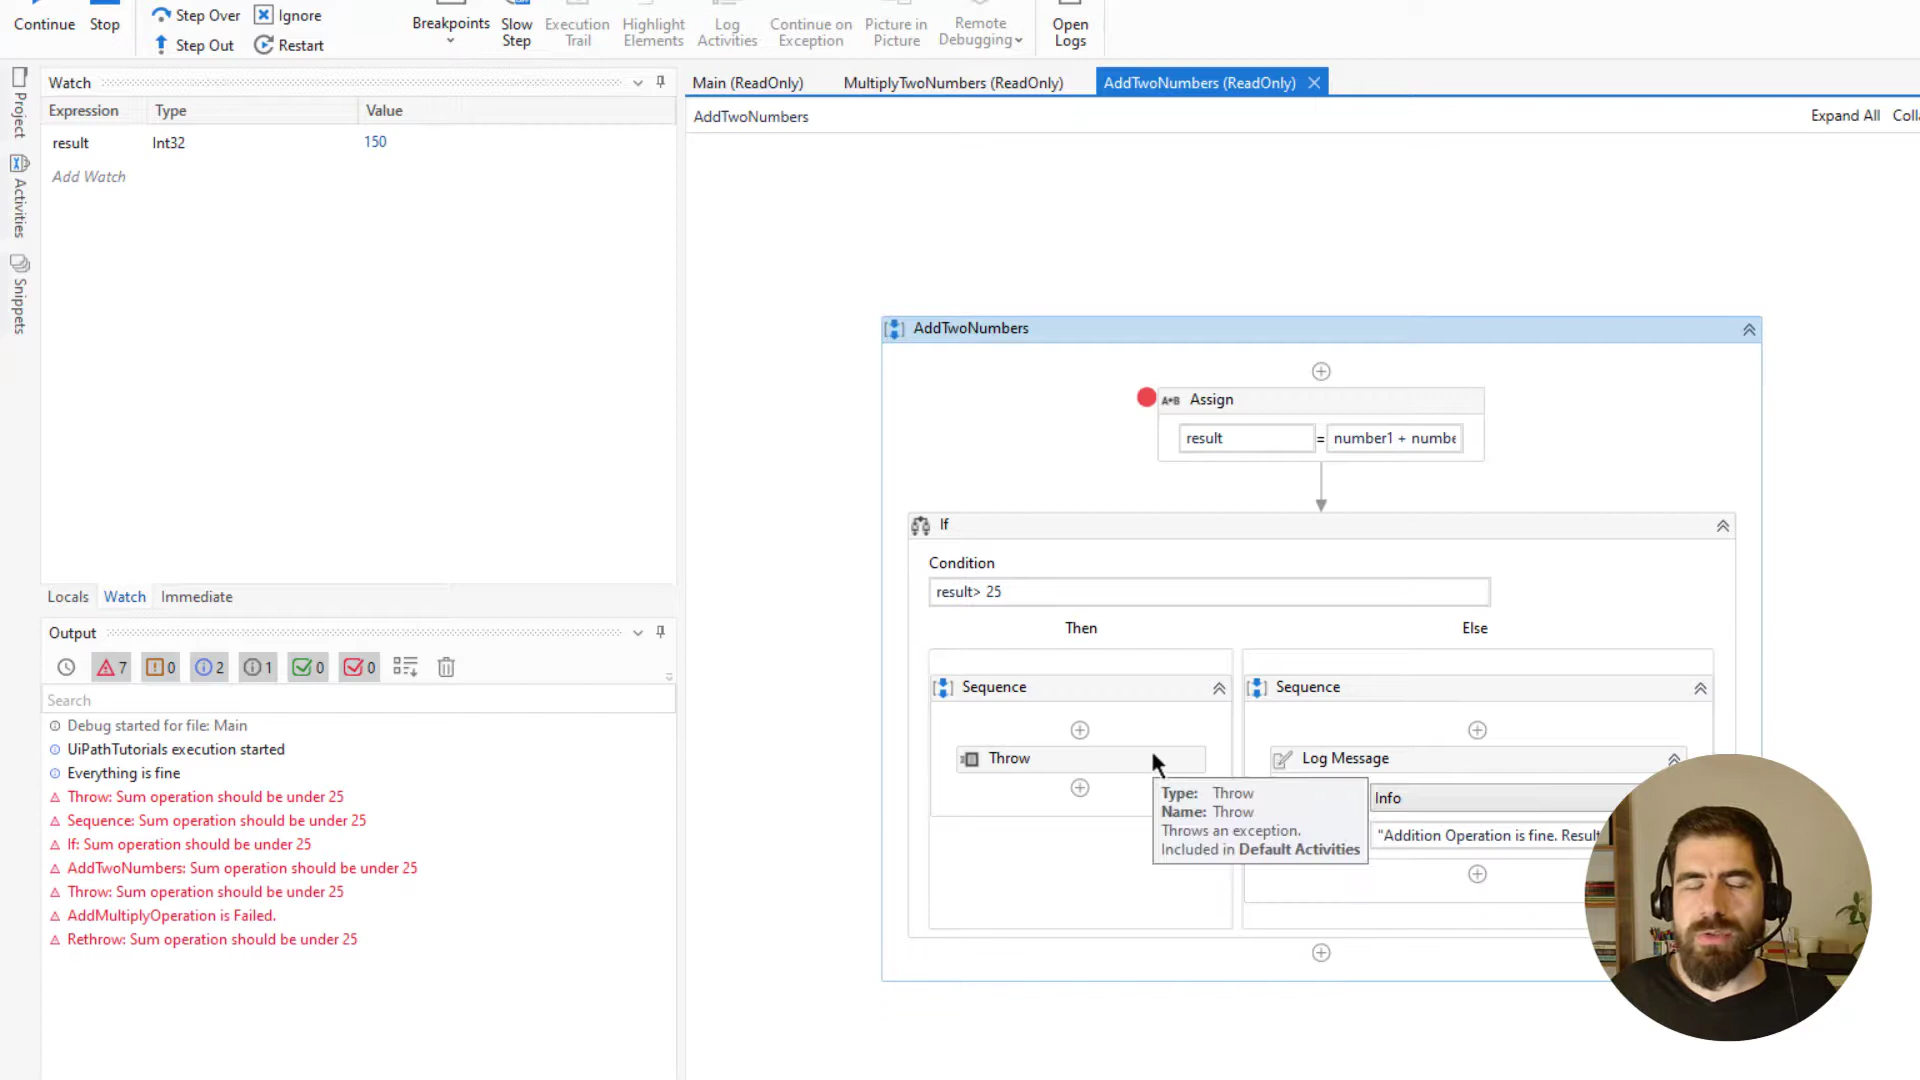 Continue
Stop
Step Over
Ignore
Step Out
Restart
Breakpoints
Slow
Step
Execution
Trail
Highlight
Elements
Log
Activities
Continue on
Exception
Picture in
Picture
Remote
Debugging
Open
Logs
Project
Activities
Snippets
Watch
Expression Type Value
result Int32 150
Add Watch
Locals Watch Immediate
Output
7 0 2 1 0 0
Search
Debug started for file: Main
UiPathTutorials execution started
Everything is fine
Throw: Sum operation should be under 25
Sequence: Sum operation should be under 25
If: Sum operation should be under 25
AddTwoNumbers: Sum operation should be under 25
Throw: Sum operation should be under 25
AddMultiplyOperation is Failed.
Rethrow: Sum operation should be under 25
Main (ReadOnly) MultiplyTwoNumbers (ReadOnly) AddTwoNumbers (ReadOnly)
AddTwoNumbers
Expand All Coll
AddTwoNumbers
A*B Assign
result = number1 + numbe
If
Condition
result> 25
Then Else
Sequence
Throw
Sequence
Log Message
Info
"Addition Operation is fine. Result
Type: Throw
Name: Throw
Throws an exception.
Included in Default Activities